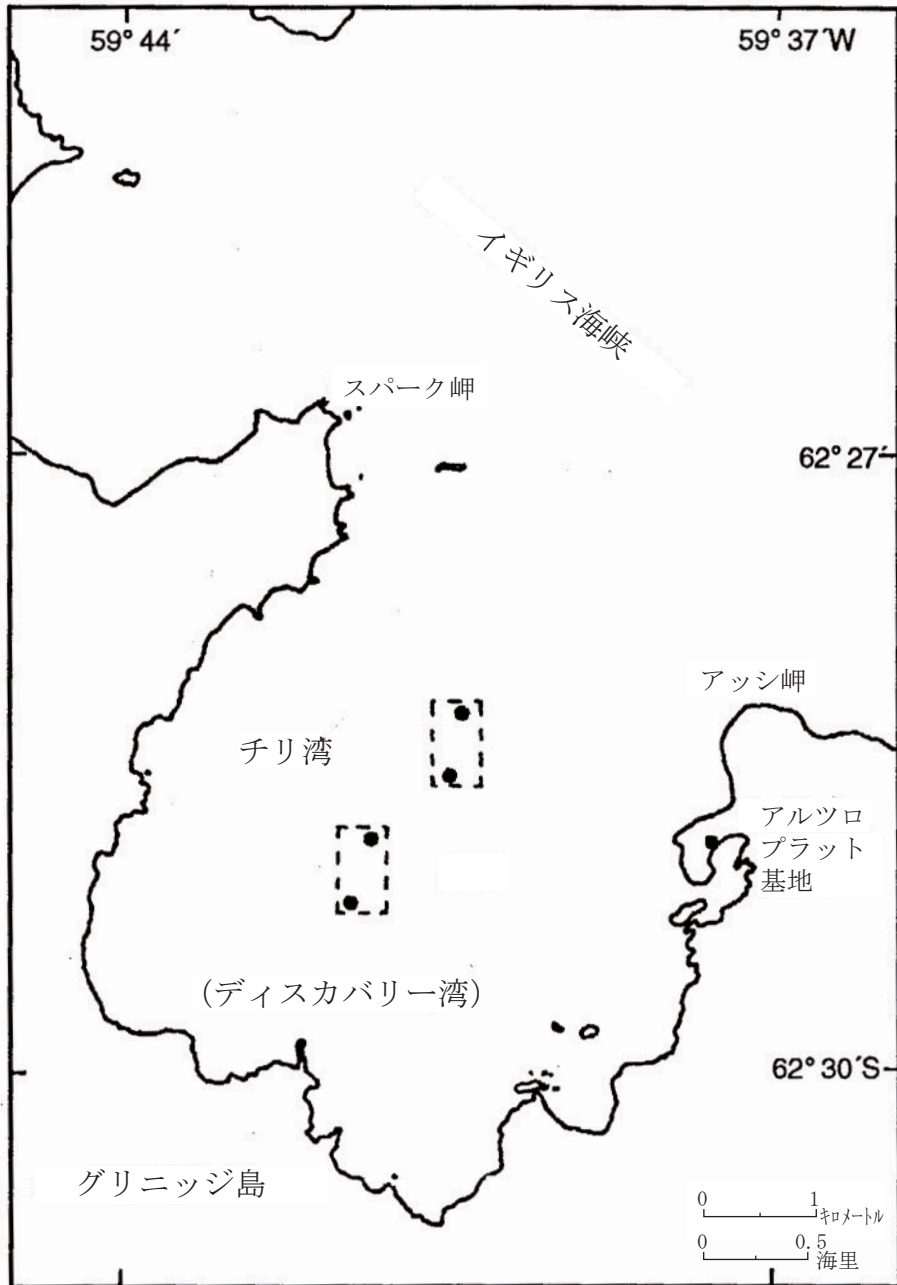 59° 44′
59° 37′W
イギリス海峡
スパーク岬
62° 27′
アッシ岬
チリ湾
アルツロ
プラット
基地
(ディスカバリー湾)
62° 30′S
グリニッジ島
0 1
キロメートル
0 0.5
海里